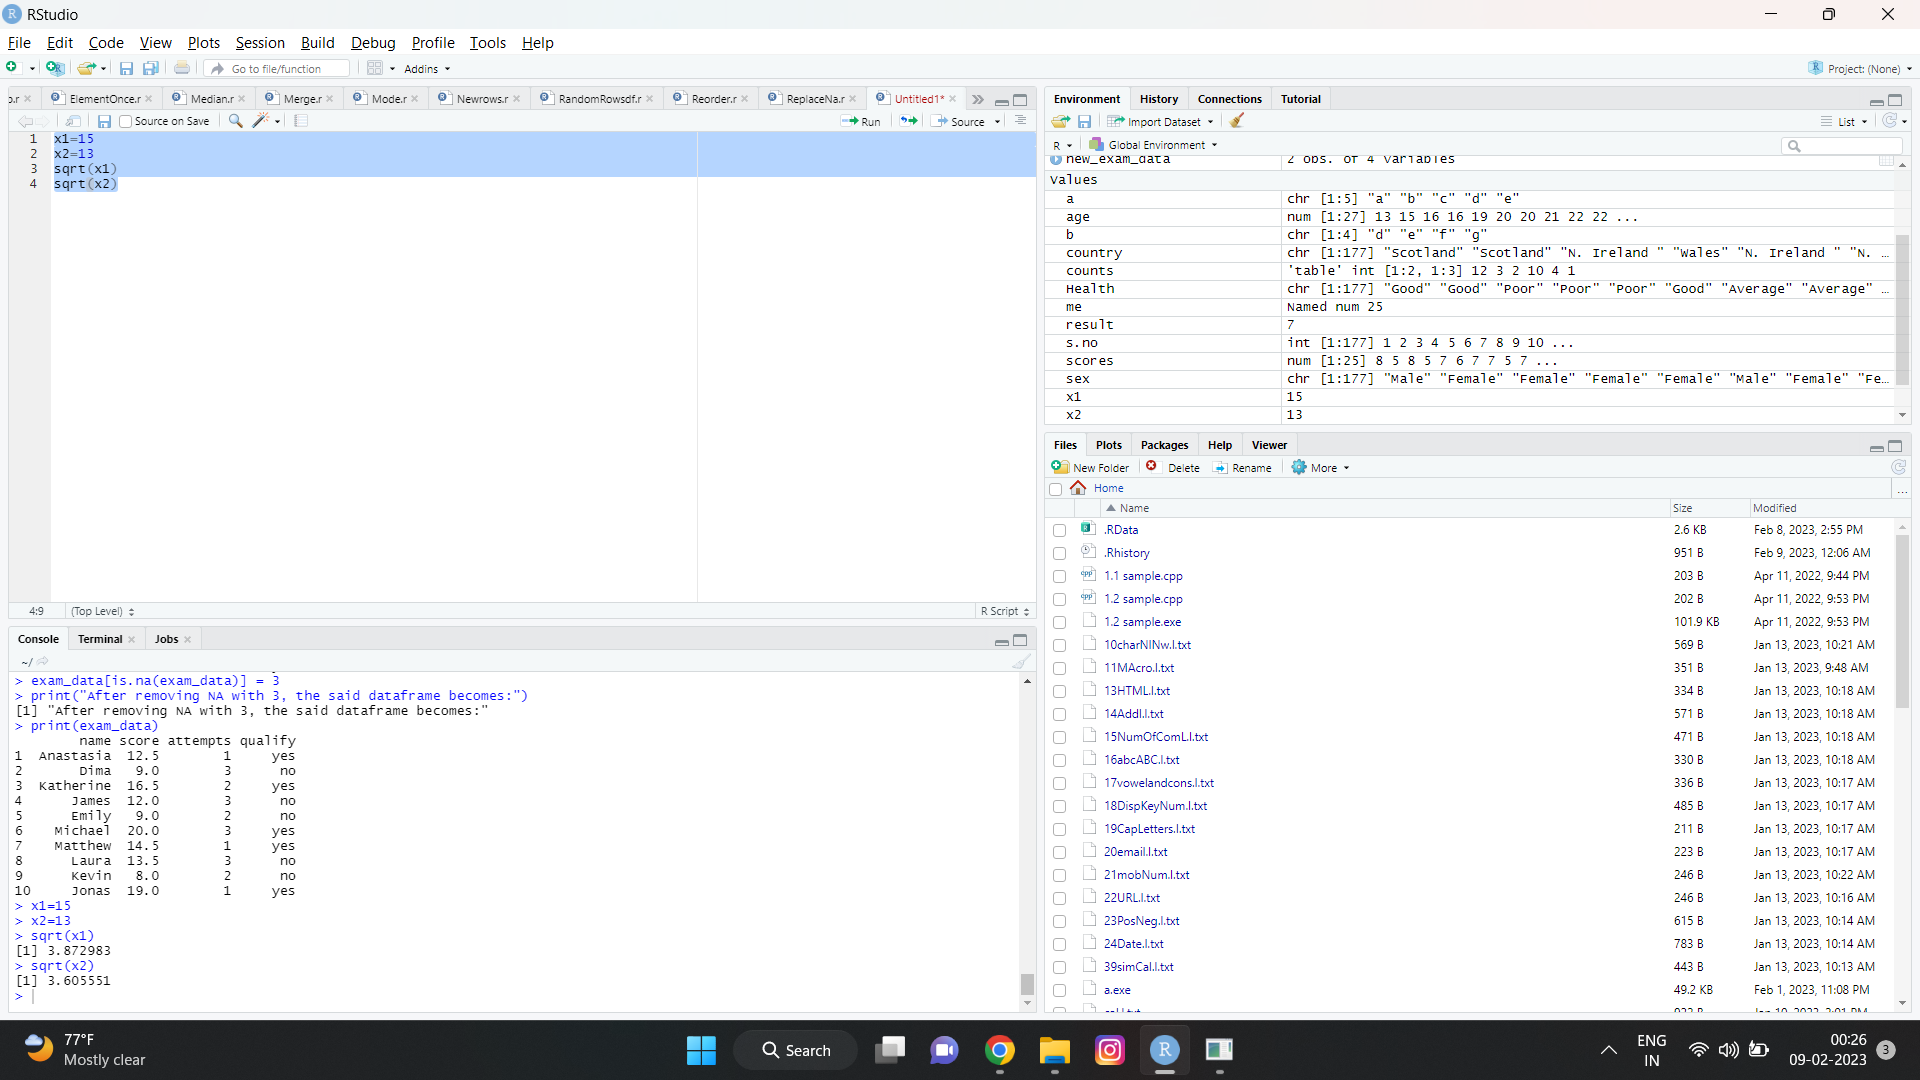 RStudio
File Edit Code View Plots Session Build Debug Profile Tools Help
Go to file/function Addins Project: (None)
o.r ElementOnce.r Median.r Merge.r Mode.r Newrows.r RandomRowsdf.r Reorder.r ReplaceNa.r Untitled1*
Source on Save Run Source
1 x1=15
2 x2=13
3 sqrt(x1)
4 sqrt(x2)
4:9 (Top Level) R Script
Console Terminal Jobs
~/
> exam_data[is.na(exam_data)] = 3
> print("After removing NA with 3, the said dataframe becomes:")
[1] "After removing NA with 3, the said dataframe becomes:"
> print(exam_data)
name score attempts qualify
1 Anastasia 12.5 1 yes
2 Dima 9.0 3 no
3 Katherine 16.5 2 yes
4 James 12.0 3 no
5 Emily 9.0 2 no
6 Michael 20.0 3 yes
7 Matthew 14.5 1 yes
8 Laura 13.5 3 no
9 Kevin 8.0 2 no
10 Jonas 19.0 1 yes
> x1=15
> x2=13
> sqrt(x1)
[1] 3.872983
> sqrt(x2)
[1] 3.605551
>
Environment History Connections Tutorial
Import Dataset List
R Global Environment
new_exam_data 2 obs. of 4 variables
Values
a chr [1:5] "a" "b" "c" "d" "e"
age num [1:27] 13 15 16 16 19 20 20 21 22 22 ...
b chr [1:4] "d" "e" "f" "g"
country chr [1:177] "Scotland" "Scotland" "N. Ireland " "Wales" "N. Ireland " "N. …
counts 'table' int [1:2, 1:3] 12 3 2 10 4 1
Health chr [1:177] "Good" "Good" "Poor" "Poor" "Poor" "Good" "Average" "Average" …
me Named num 25
result 7
s.no int [1:177] 1 2 3 4 5 6 7 8 9 10 ...
scores num [1:25] 8 5 8 5 7 6 7 7 5 7 ...
sex chr [1:177] "Male" "Female" "Female" "Female" "Female" "Male" "Female" "Fe…
x1 15
x2 13
Files Plots Packages Help Viewer
New Folder Delete Rename More
Home ...
Name Size Modified
.RData 2.6 KB Feb 8, 2023, 2:55 PM
.Rhistory 951 B Feb 9, 2023, 12:06 AM
1.1 sample.cpp 203 B Apr 11, 2022, 9:44 PM
1.2 sample.cpp 202 B Apr 11, 2022, 9:53 PM
1.2 sample.exe 101.9 KB Apr 11, 2022, 9:53 PM
10charNlNw.l.txt 569 B Jan 13, 2023, 10:21 AM
11MAcro.l.txt 351 B Jan 13, 2023, 9:48 AM
13HTML.l.txt 334 B Jan 13, 2023, 10:18 AM
14Addl.l.txt 571 B Jan 13, 2023, 10:18 AM
15NumOfComL.l.txt 471 B Jan 13, 2023, 10:18 AM
16abcABC.l.txt 330 B Jan 13, 2023, 10:18 AM
17vowelandcons.l.txt 336 B Jan 13, 2023, 10:17 AM
18DispKeyNum.l.txt 485 B Jan 13, 2023, 10:17 AM
19CapLetters.l.txt 211 B Jan 13, 2023, 10:17 AM
20email.l.txt 223 B Jan 13, 2023, 10:17 AM
21mobNum.l.txt 246 B Jan 13, 2023, 10:22 AM
22URL.l.txt 246 B Jan 13, 2023, 10:16 AM
23PosNeg.l.txt 615 B Jan 13, 2023, 10:14 AM
24Date.l.txt 783 B Jan 13, 2023, 10:14 AM
39simCal.l.txt 443 B Jan 13, 2023, 10:13 AM
a.exe 49.2 KB Feb 1, 2023, 11:08 PM
77°F
Mostly clear
Search
ENG
IN
00:26
09-02-2023
3